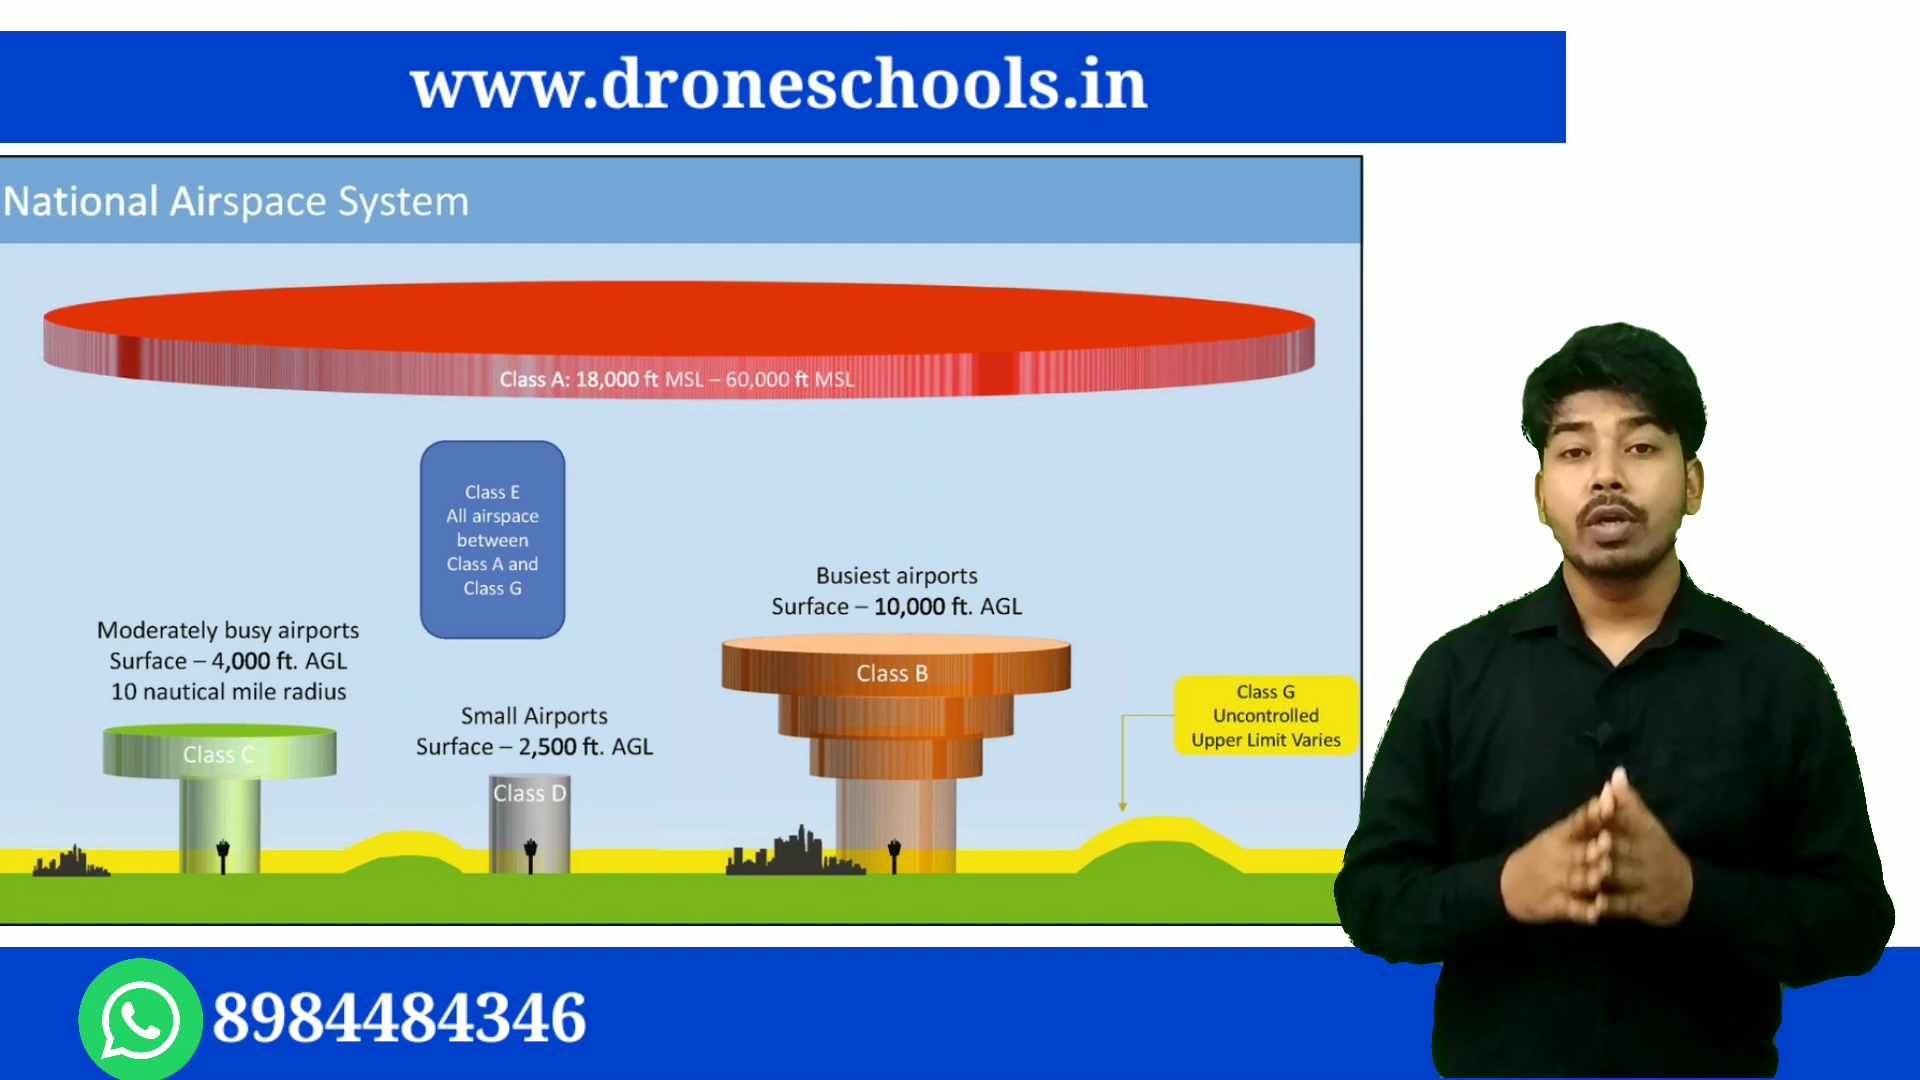 www.droneschools.in
National Airspace System
Class A: 18,000 ft MSL – 60,000 ft MSL
Class E
All airspace
between
Class A and
Class G
Busiest airports
Surface – 10,000 ft. AGL
Class B
Moderately busy airports
Surface – 4,000 ft. AGL
10 nautical mile radius
Class C
Small Airports
Surface – 2,500 ft. AGL
Class D
Class G
Uncontrolled
Upper Limit Varies
8984484346